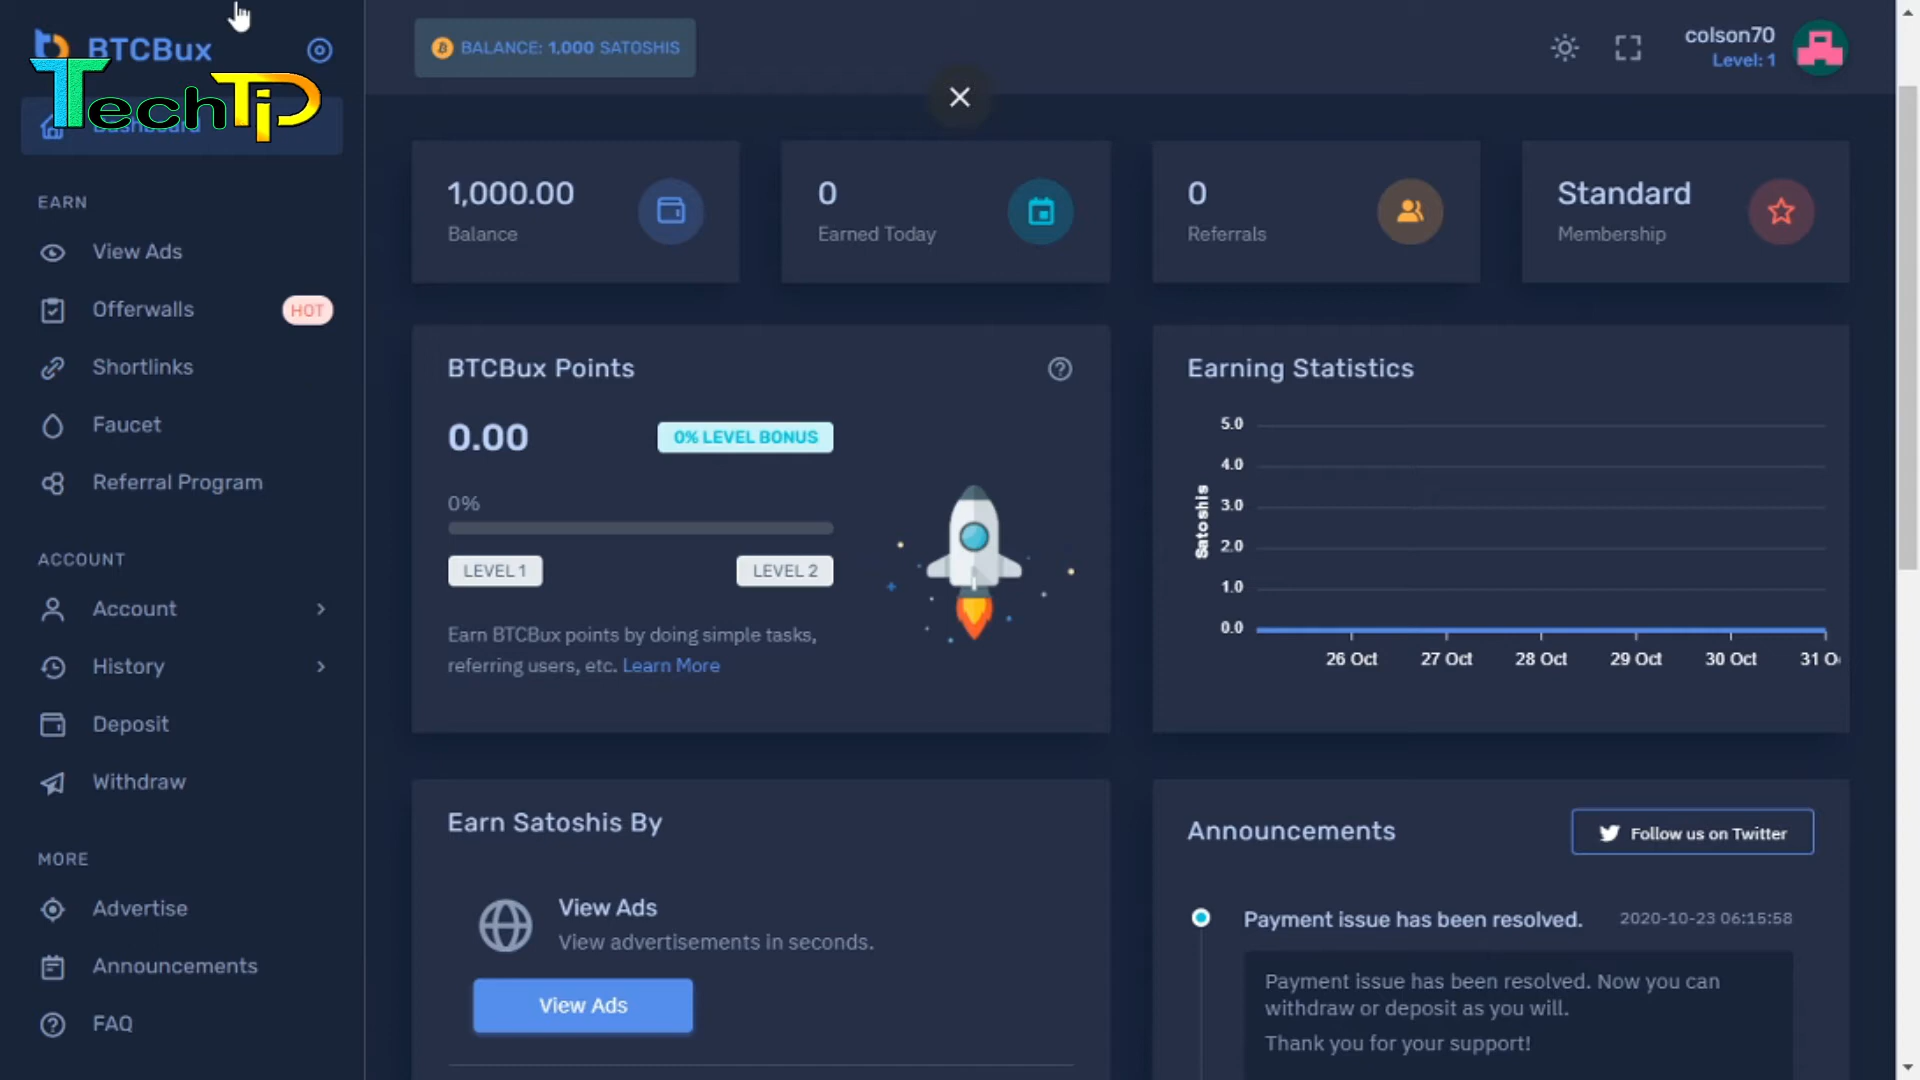 BTCBux
TechTip
Dashboard
EARN
View Ads
Offerwalls HOT
Shortlinks
Faucet
Referral Program
ACCOUNT
Account
History
Deposit
Withdraw
MORE
Advertise
Announcements
FAQ
BALANCE: 1,000 SATOSHIS
colson70
Level: 1
1,000.00
Balance
0
Earned Today
0
Referrals
Standard
Membership
BTCBux Points
0.00
0% LEVEL BONUS
0%
LEVEL 1
LEVEL 2
Earn BTCBux points by doing simple tasks,
referring users, etc. Learn More
Earning Statistics
Satoshis
5.0
4.0
3.0
2.0
1.0
0.0
26 Oct 27 Oct 28 Oct 29 Oct 30 Oct 31 O
Earn Satoshis By
View Ads
View advertisements in seconds.
View Ads
Announcements
Follow us on Twitter
Payment issue has been resolved. 2020-10-23 06:15:58
Payment issue has been resolved. Now you can
withdraw or deposit as you will.
Thank you for your support!